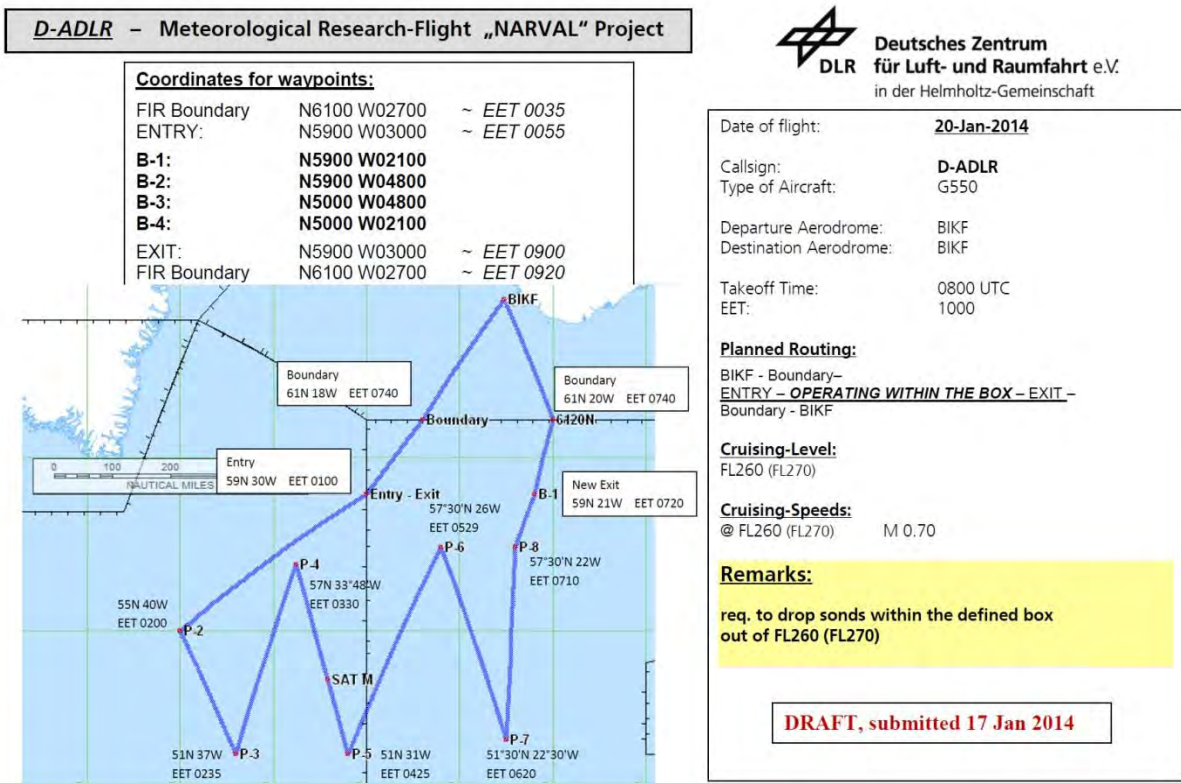 D-ADLR – Meteorological Research-Flight „NARVAL“ Project
Coordinates for waypoints:
FIR Boundary N6100 W02700 ~ EET 0035
ENTRY: N5900 W03000 ~ EET 0055
B-1: N5900 W02100
B-2: N5900 W04800
B-3: N5000 W04800
B-4: N5000 W02100
EXIT: N5900 W03000 ~ EET 0900
FIR Boundary N6100 W02700 ~ EET 0920
BIKF
Boundary
61N 18W EET 0740
Boundary
61N 20W EET 0740
Boundary
6120N
0 100 200
NAUTICAL MILES
Entry
59N 30W EET 0100
Entry - Exit
B-1
New Exit
59N 21W EET 0720
57°30'N 26W
EET 0529
P-6
P-8
57°30'N 22W
EET 0710
P-4
57N 33°48'W
EET 0330
55N 40W
EET 0200
P-2
SAT M
51N 37W
EET 0235
P-3
P-5
51N 31W
EET 0425
P-7
51°30'N 22°30'W
EET 0620
DLR
Deutsches Zentrum
für Luft- und Raumfahrt e.V.
in der Helmholtz-Gemeinschaft
Date of flight: 20-Jan-2014
Callsign: D-ADLR
Type of Aircraft: G550
Departure Aerodrome: BIKF
Destination Aerodrome: BIKF
Takeoff Time: 0800 UTC
EET: 1000
Planned Routing:
BIKF - Boundary–
ENTRY – OPERATING WITHIN THE BOX – EXIT –
Boundary - BIKF
Cruising-Level:
FL260 (FL270)
Cruising-Speeds:
@ FL260 (FL270) M 0.70
Remarks:
req. to drop sonds within the defined box
out of FL260 (FL270)
DRAFT, submitted 17 Jan 2014